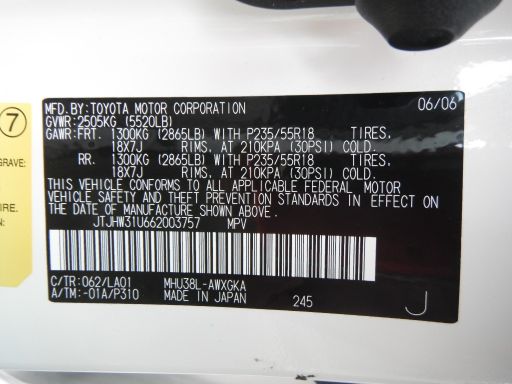 MFD.BY:TOYOTA MOTOR CORPORATION 06/06
GVWR:2505KG (5520LB)
GAWR:FRT. 1300KG (2865LB) WITH P235/55R18 TIRES,
18X7J RIMS, AT 210KPA (30PSI) COLD.
RR. 1300KG (2865LB) WITH P235/55R18 TIRES,
18X7J RIMS, AT 210KPA (30PSI) COLD.
THIS VEHICLE CONFORMS TO ALL APPLICABLE FEDERAL MOTOR
VEHICLE SAFETY AND THEFT PREVENTION STANDARDS IN EFFECT ON
THE DATE OF MANUFACTURE SHOWN ABOVE.
JTJHW31U662003757 MPV
C/TR:062/LA01 MHU38L-AWXGKA
A/TM:-01A/P310 MADE IN JAPAN 245 J
7
GRAVE:
IRE.
N: